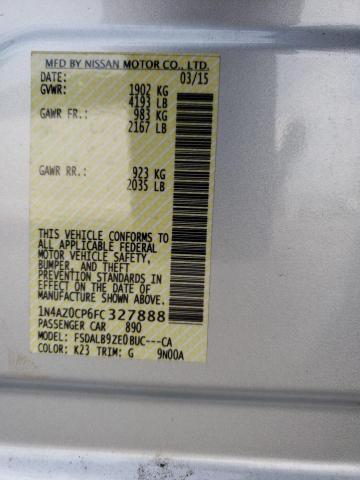 MFD BY NISSAN MOTOR CO., LTD.
DATE: 03/15
GVWR: 1902 KG
4193 LB
GAWR FR.: 983 KG
2167 LB
GAWR RR.: 923 KG
2035 LB
THIS VEHICLE CONFORMS TO
ALL APPLICABLE FEDERAL
MOTOR VEHICLE SAFETY,
BUMPER, AND THEFT
PREVENTION STANDARDS IN
EFFECT ON THE DATE OF
MANUFACTURE SHOWN ABOVE.
1N4AZ0CP6FC327888
PASSENGER CAR 890
MODEL: FSDALB9ZE0BUC---CA
COLOR: K23 TRIM: G 9N00A